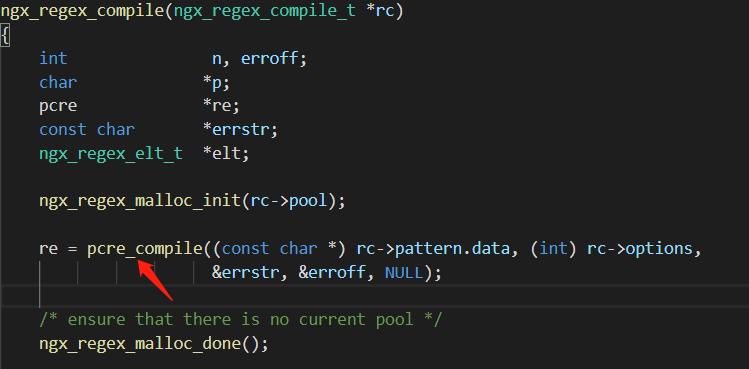 ngx_regex_compile(ngx_regex_compile_t *rc)
{
    int               n, erroff;
    char             *p;
    pcre             *re;
    const char       *errstr;
    ngx_regex_elt_t  *elt;

    ngx_regex_malloc_init(rc->pool);

    re = pcre_compile((const char *) rc->pattern.data, (int) rc->options,
                      &errstr, &erroff, NULL);

    /* ensure that there is no current pool */
    ngx_regex_malloc_done();